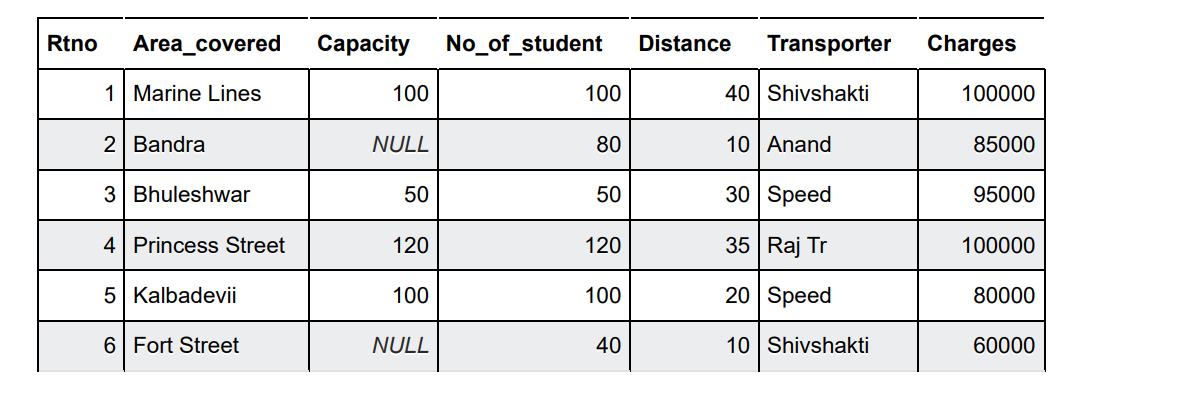 Rtno Area_covered Capacity No_of_student Distance Transporter Charges
1 Marine Lines 100 100 40 Shivshakti 100000
2 Bandra NULL 80 10 Anand 85000
3 Bhuleshwar 50 50 30 Speed 95000
4 Princess Street 120 120 35 Raj Tr 100000
5 Kalbadevii 100 100 20 Speed 80000
6 Fort Street NULL 40 10 Shivshakti 60000